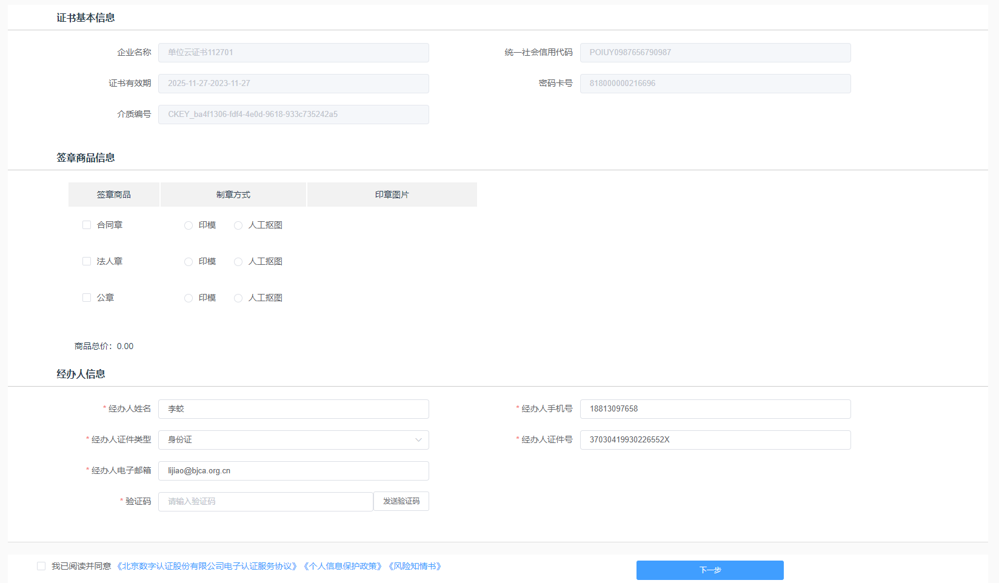 证书基本信息
企业名称 单位云证书112701 统一社会信用代码 POIUY0987656790987
证书有效期 2025-11-27-2023-11-27 密码卡号 818000000216696
介质编号 CKEY_ba4f1306-fdf4-4e0d-9618-933c735242a5
签章商品信息
签章商品 制章方式 印章图片
合同章 印模 人工抠图
法人章 印模 人工抠图
公章 印模 人工抠图
商品总价：0.00
经办人信息
* 经办人姓名 李蛟 * 经办人手机号 18813097658
* 经办人证件类型 身份证 * 经办人证件号 37030419930226552X
* 经办人电子邮箱 lijiao@bjca.org.cn
* 验证码 请输入验证码 发送验证码
我已阅读并同意 《北京数字认证股份有限公司电子认证服务协议》《个人信息保护政策》《风险知情书》 下一步